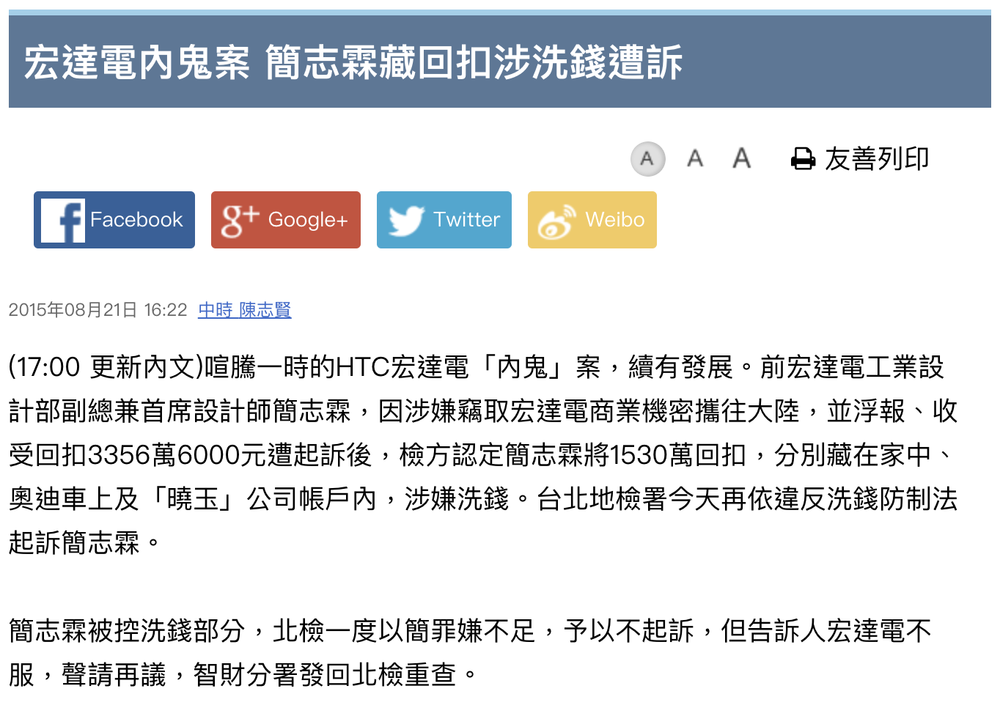 宏達電內鬼案 簡志霖藏回扣涉洗錢遭訴
A A A 友善列印
Facebook g+ Google+ Twitter Weibo
2015年08月21日 16:22 中時 陳志賢
(17:00 更新內文)喧騰一時的HTC宏達電「內鬼」案，續有發展。前宏達電工業設
計部副總兼首席設計師簡志霖，因涉嫌竊取宏達電商業機密攜往大陸，並浮報、收
受回扣3356萬6000元遭起訴後，檢方認定簡志霖將1530萬回扣，分別藏在家中、
奧迪車上及「曉玉」公司帳戶內，涉嫌洗錢。台北地檢署今天再依違反洗錢防制法
起訴簡志霖。
簡志霖被控洗錢部分，北檢一度以簡罪嫌不足，予以不起訴，但告訴人宏達電不
服，聲請再議，智財分署發回北檢重查。